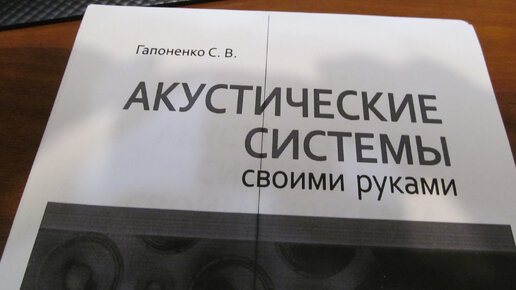 Гапоненко С. В.
АКУСТИЧЕСКИЕ
СИСТЕМЫ
своими руками